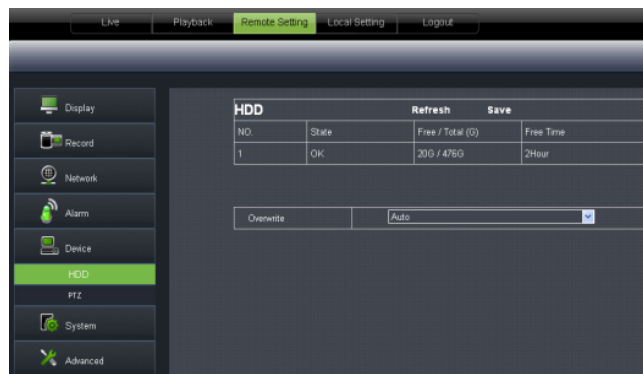 Live Playback Remote Setting Local Setting Logout
Display
Record
Network
Alarm
Device
HDD
PTZ
System
Advanced
HDD Refresh Save
NO. State Free / Total (G) Free Time
1 OK 20G / 476G 2Hour
Overwrite Auto